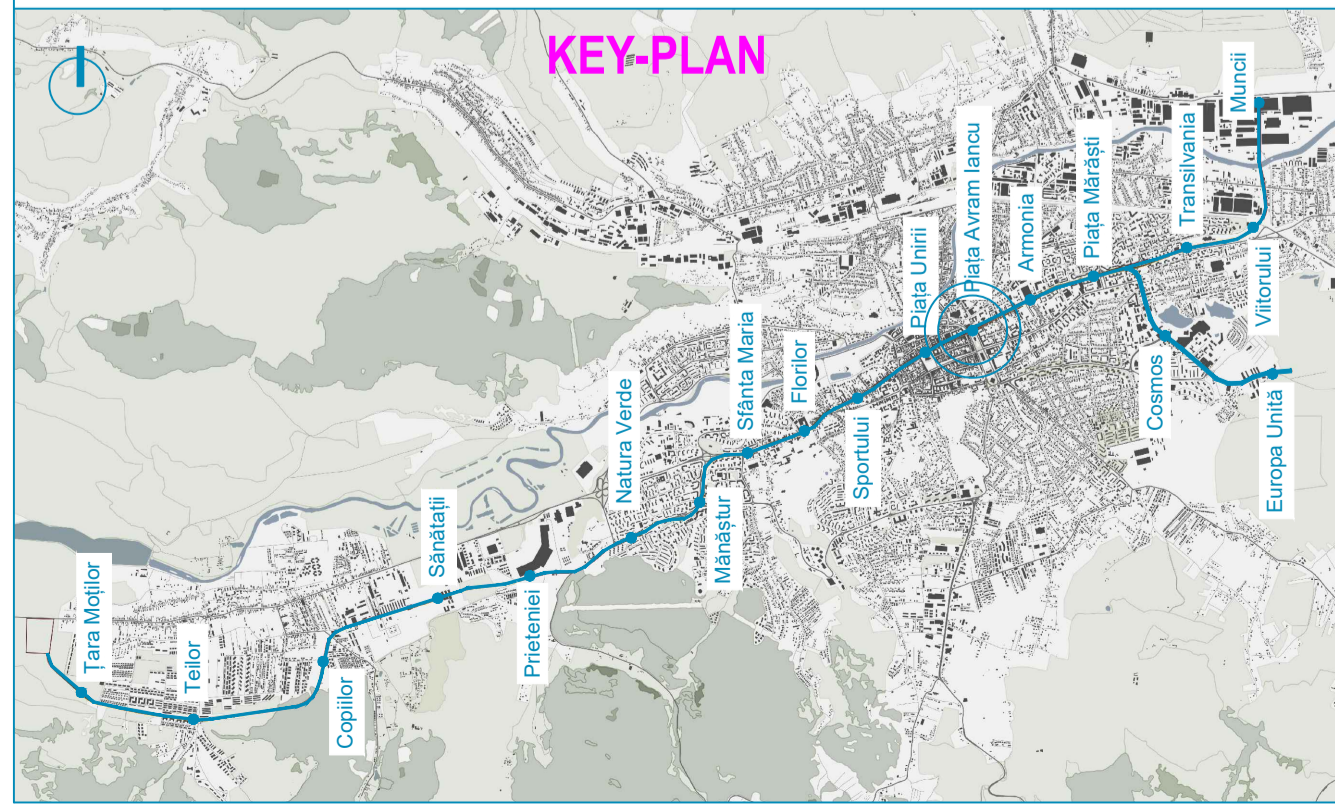 KEY-PLAN
Țara Moților
Teilor
Copiilor
Sănătații
Prieteniei
Natura Verde
Mănăștur
Sfânta Maria
Florilor
Sportului
Piața Unirii
Piața Avram Iancu
Armonia
Piața Mărăști
Transilvania
Viitorului
Muncii
Cosmos
Europa Unită